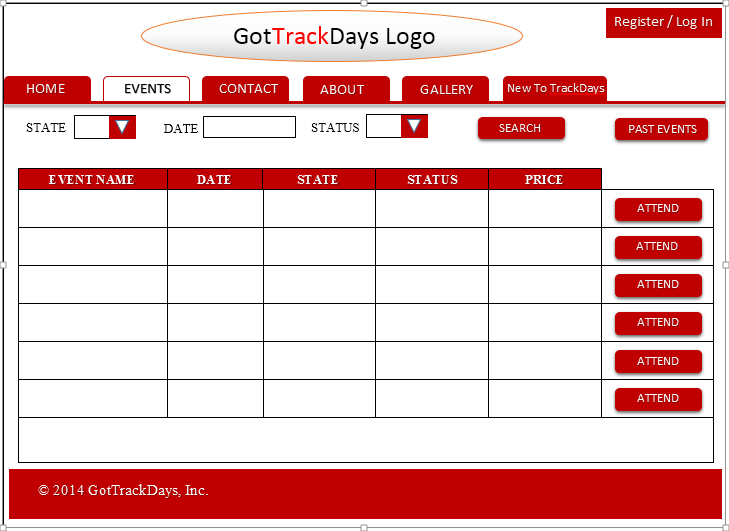 Register / Log In
GotTrackDays Logo
HOME EVENTS CONTACT ABOUT GALLERY New To TrackDays
STATE DATE STATUS SEARCH PAST EVENTS
EVENT NAME DATE STATE STATUS PRICE
ATTEND
ATTEND
ATTEND
ATTEND
ATTEND
ATTEND
© 2014 GotTrackDays, Inc.